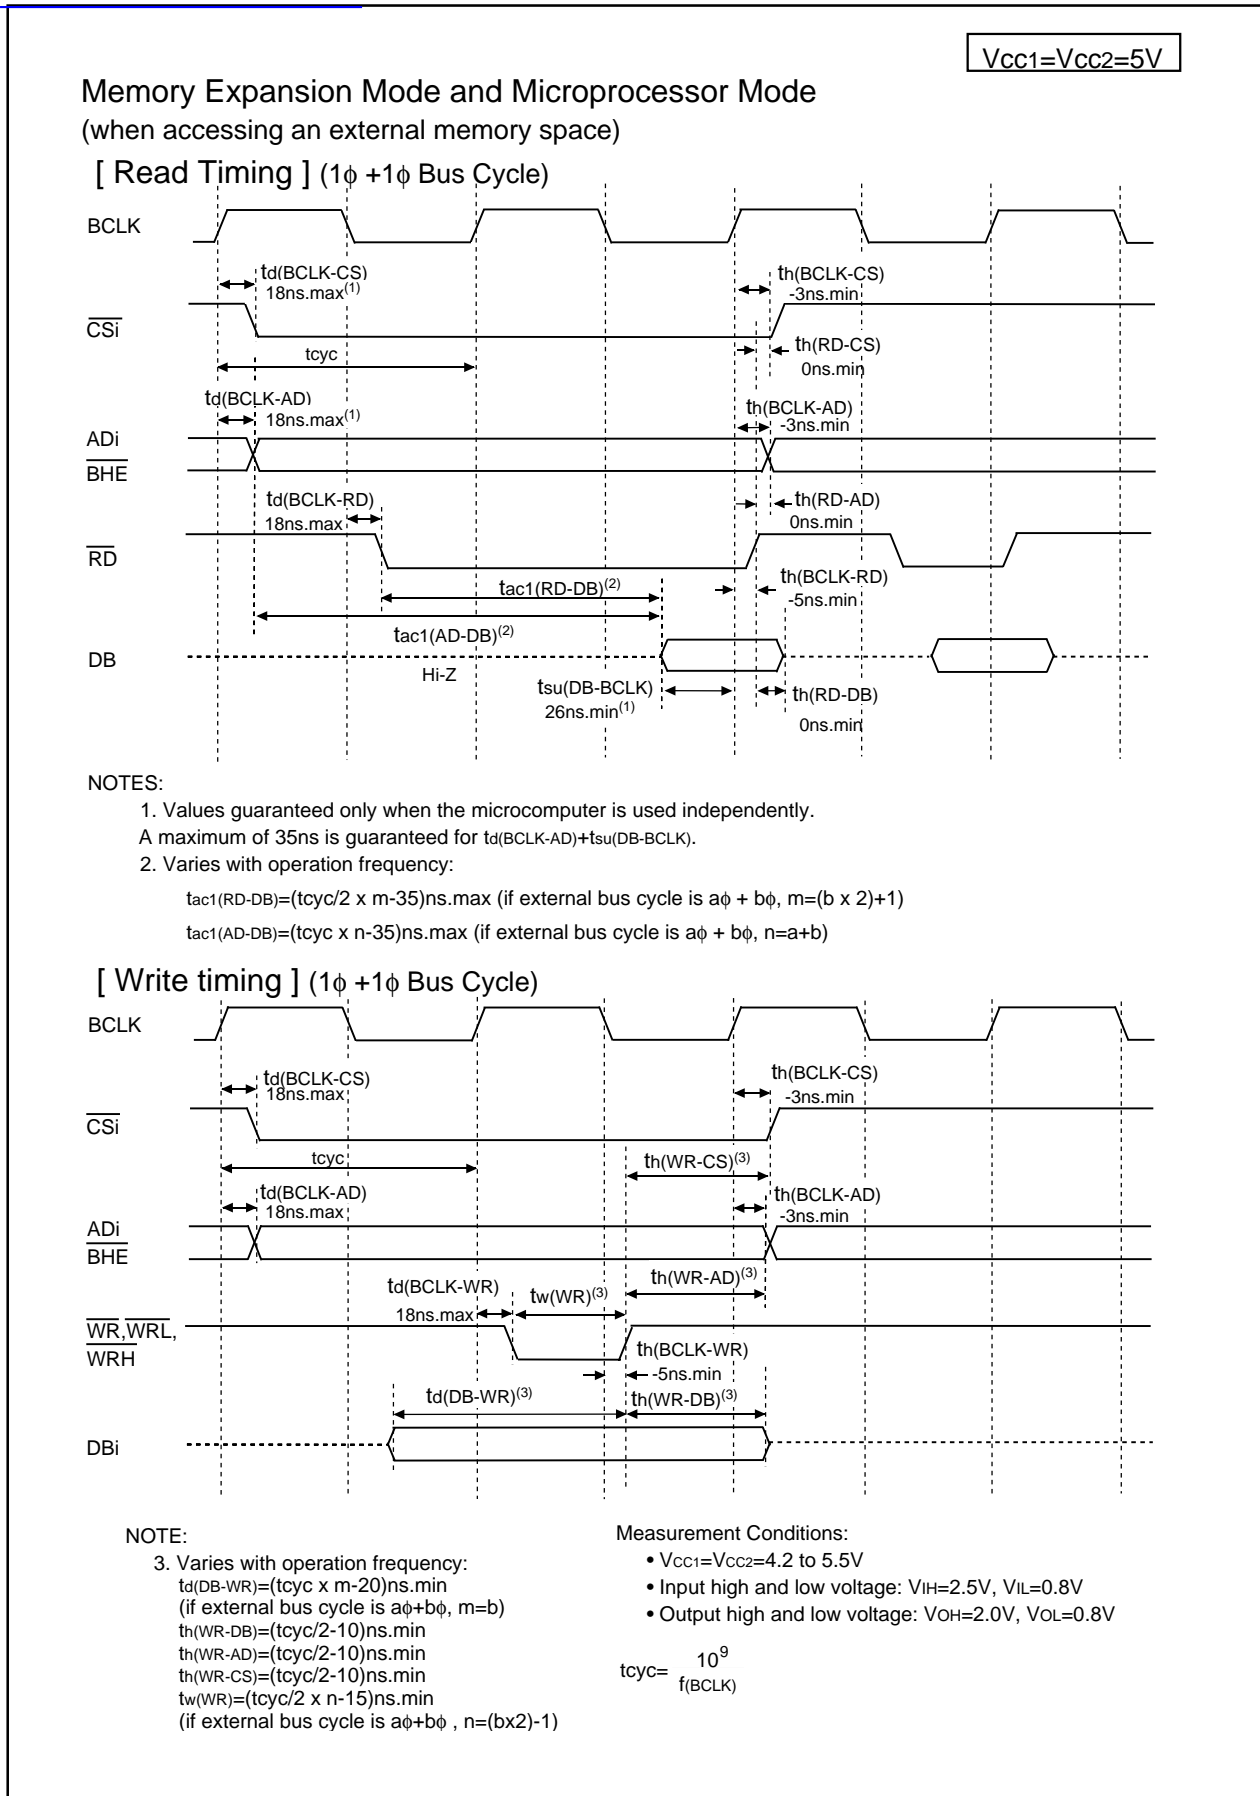 Vcc1=Vcc2=5V
Memory Expansion Mode and Microprocessor Mode
(when accessing an external memory space)
[ Read Timing ] (1ϕ +1ϕ Bus Cycle)
BCLK
td(BCLK-CS)
18ns.max(1)
th(BCLK-CS)
-3ns.min
CSi
tcyc
th(RD-CS)
0ns.min
td(BCLK-AD)
18ns.max(1)
th(BCLK-AD)
-3ns.min
ADi
BHE
td(BCLK-RD)
18ns.max
th(RD-AD)
0ns.min
RD
tac1(RD-DB)(2)
th(BCLK-RD)
-5ns.min
tac1(AD-DB)(2)
DB
Hi-Z
tsu(DB-BCLK)
26ns.min(1)
th(RD-DB)
0ns.min
NOTES:
1. Values guaranteed only when the microcomputer is used independently.
A maximum of 35ns is guaranteed for td(BCLK-AD)+tsu(DB-BCLK).
2. Varies with operation frequency:
tac1(RD-DB)=(tcyc/2 x m-35)ns.max (if external bus cycle is aϕ + bϕ, m=(b x 2)+1)
tac1(AD-DB)=(tcyc x n-35)ns.max (if external bus cycle is aϕ + bϕ, n=a+b)
[ Write timing ] (1ϕ +1ϕ Bus Cycle)
BCLK
td(BCLK-CS)
18ns.max
th(BCLK-CS)
-3ns.min
CSi
tcyc
th(WR-CS)(3)
td(BCLK-AD)
18ns.max
th(BCLK-AD)
-3ns.min
ADi
BHE
td(BCLK-WR)
18ns.max
tw(WR)(3)
th(WR-AD)(3)
WR,WRL,
WRH
th(BCLK-WR)
-5ns.min
td(DB-WR)(3)
th(WR-DB)(3)
DBi
NOTE:
3. Varies with operation frequency:
td(DB-WR)=(tcyc x m-20)ns.min
(if external bus cycle is aϕ+bϕ, m=b)
th(WR-DB)=(tcyc/2-10)ns.min
th(WR-AD)=(tcyc/2-10)ns.min
th(WR-CS)=(tcyc/2-10)ns.min
tw(WR)=(tcyc/2 x n-15)ns.min
(if external bus cycle is aϕ+bϕ , n=(bx2)-1)
Measurement Conditions:
• VCC1=VCC2=4.2 to 5.5V
• Input high and low voltage: VIH=2.5V, VIL=0.8V
• Output high and low voltage: VOH=2.0V, VOL=0.8V
tcyc= 10^9
f(BCLK)